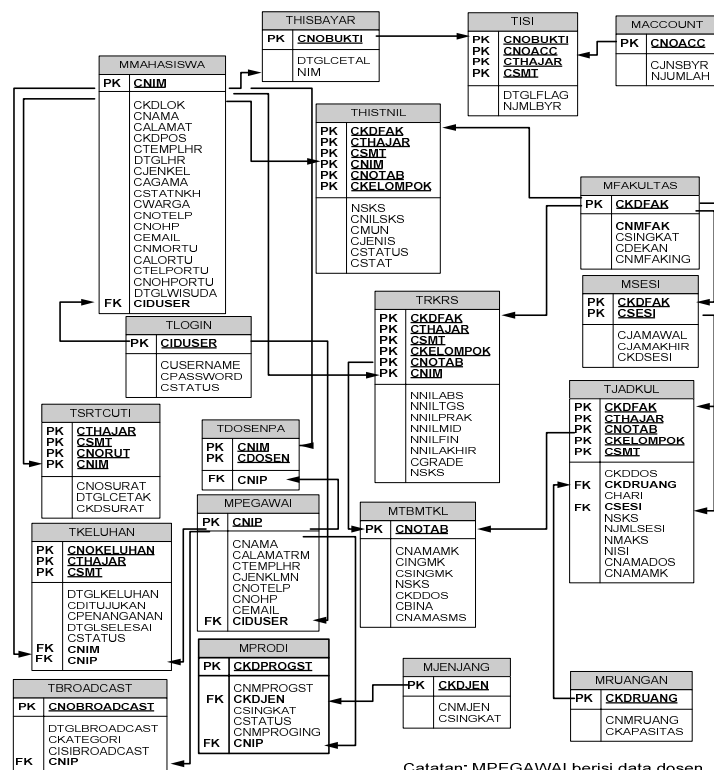 THISBAYAR
PK CNOBUKTI
DTGLCETAL
NIM
TISI
PK CNOBUKTI
PK CNOACC
PK CTHAJAR
PK CSMT
DTGLFLAG
NJMLBYR
MACCOUNT
PK CNOACC
CJNSBYR
NJUMLAH
MMAHASISWA
PK CNIM
CKDLOK
CNAMA
CALAMAT
CKDPOS
CTEMPLHR
DTGLHR
CJENKEL
CAGAMA
CSTATNKH
CWARGA
CNOTELP
CNOHP
CEMAIL
CNMORTU
CALORTU
CTELPORTU
CNOHPORTU
DTGLWISUDA
FK CIDUSER
THISTNIL
PK CKDFAK
PK CTHAJAR
PK CSMT
PK CNIM
PK CNOTAB
PK CKELOMPOK
NSKS
CNILSKS
CMUN
CJENIS
CSTATUS
CSTAT
MFAKULTAS
PK CKDFAK
CNMFAK
CSINGKAT
CDEKAN
CNMFAKING
MSESI
PK CKDFAK
PK CSESI
CJAMAWAL
CJAMAKHIR
CKDSESI
TRKRS
PK CKDFAK
PK CTHAJAR
PK CSMT
PK CKELOMPOK
PK CNOTAB
PK CNIM
NNILABS
NNILTGS
NNILPRAK
NNILMID
NNILFIN
NNILAKHIR
CGRADE
NSKS
TLOGIN
PK CIDUSER
CUSERNAME
CPASSWORD
CSTATUS
TJADKUL
PK CKDFAK
PK CTHAJAR
PK CNOTAB
PK CKELOMPOK
PK CSMT
CKDDOS
FK CKDRUANG
CHARI
FK CSESI
NSKS
NJMLSESI
NMAKS
NISI
CNAMADOS
CNAMAMK
TSRTCUTI
PK CTHAJAR
PK CSMT
PK CNORUT
PK CNIM
CNOSURAT
DTGLCETAK
CKDSURAT
TDOSENPA
PK CNIM
PK CDOSEN
FK CNIP
MPEGAWAI
PK CNIP
CNAMA
CALAMATRM
CTEMPLHR
CJENKLMN
CNOTELP
CNOHP
CEMAIL
FK CIDUSER
MTBMTKL
PK CNOTAB
CNAMAMK
CINGMK
CSINGMK
NSKS
CKDDOS
CBINA
CNAMASMS
TKELUHAN
PK CNOKELUHAN
PK CTHAJAR
PK CSMT
DTGLKELUHAN
CDITUJUKAN
CPENANGANAN
DTGLSELESAI
CSTATUS
FK CNIM
FK CNIP
MPRODI
PK CKDPROGST
CNMPROGST
FK CKDJEN
CSINGKAT
CSTATUS
CNMPROGING
FK CNIP
MJENJANG
PK CKDJEN
CNMJEN
CSINGKAT
MRUANGAN
PK CKDRUANG
CNMRUANG
CKAPASITAS
TBROADCAST
PK CNOBROADCAST
DTGLBROADCAST
CKATEGORI
CISIBROADCAST
FK CNIP
Catatan: MPEGAWAI berisi data dosen